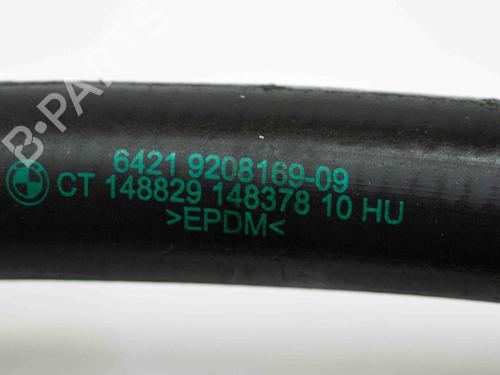 B-PARTS
6421 9208169-09
CT 148829 148378 10 HU
>EPDM<